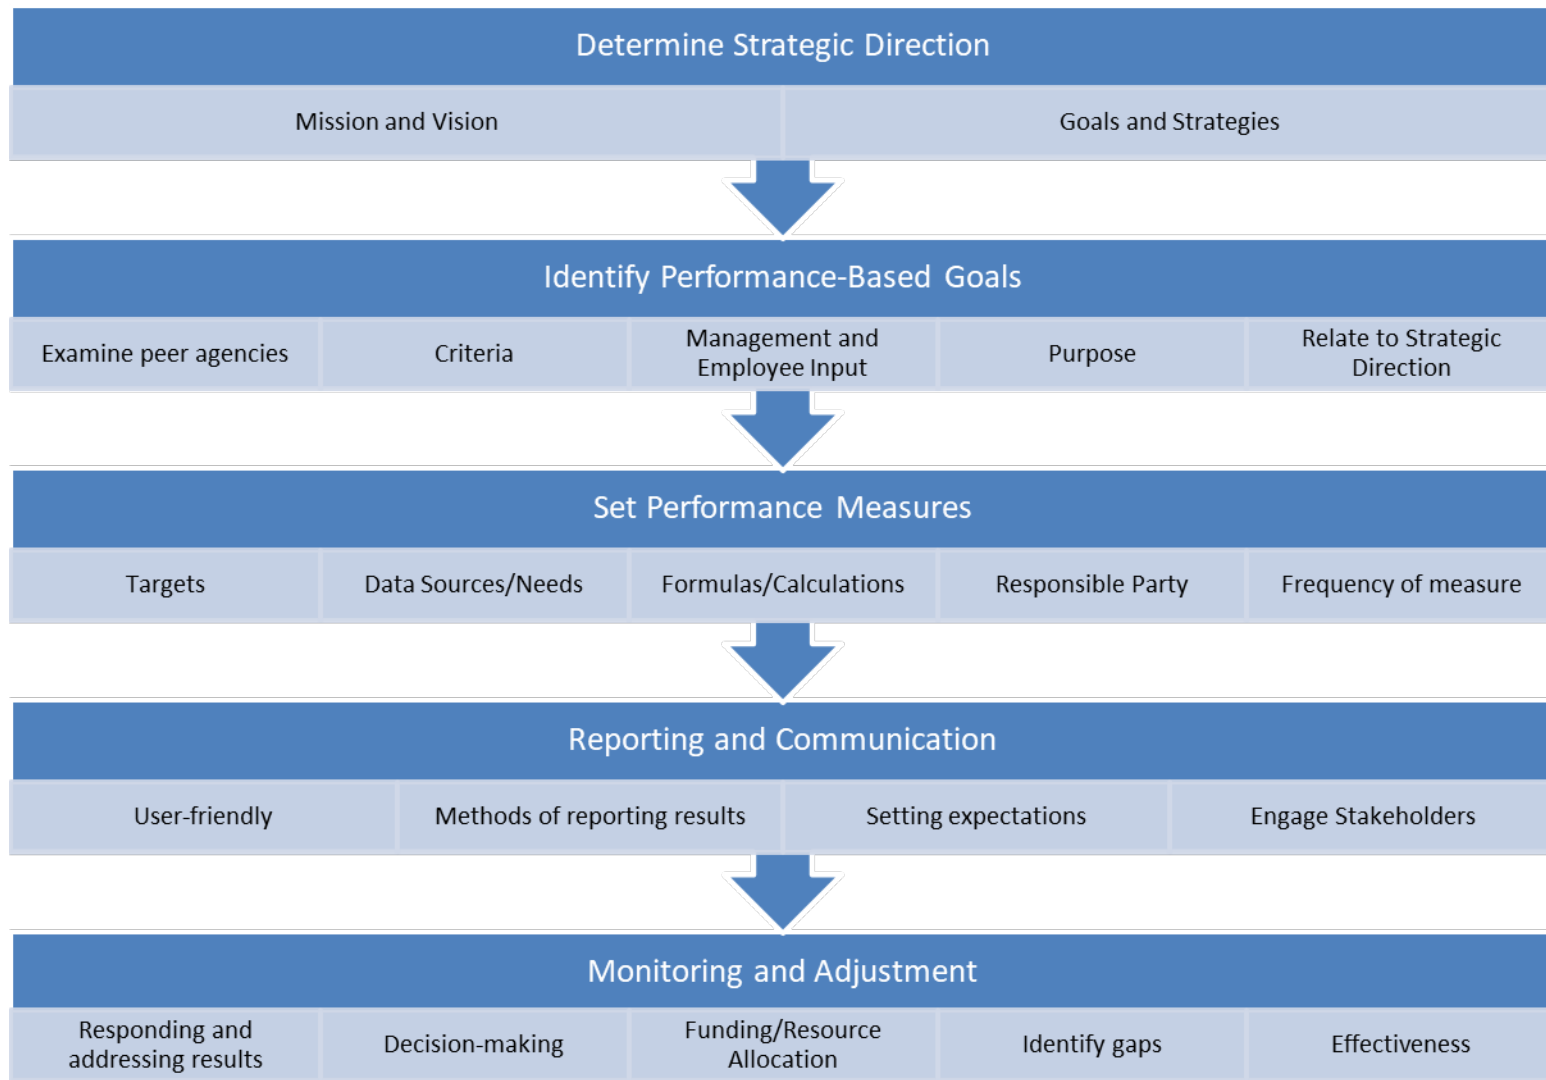 Determine Strategic Direction
Mission and Vision
Goals and Strategies
Identify Performance-Based Goals
Examine peer agencies
Criteria
Management and
Employee Input
Purpose
Relate to Strategic
Direction
Set Performance Measures
Targets
Data Sources/Needs
Formulas/Calculations
Responsible Party
Frequency of measure
Reporting and Communication
User-friendly
Methods of reporting results
Setting expectations
Engage Stakeholders
Monitoring and Adjustment
Responding and
addressing results
Decision-making
Funding/Resource
Allocation
Identify gaps
Effectiveness